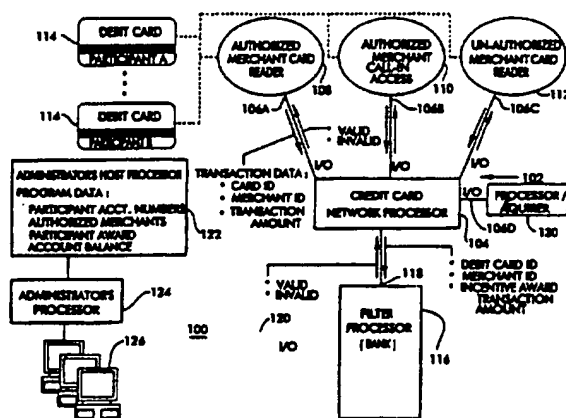 DEBIT CARD
PARTICIPANT A
114
DEBIT CARD
114
AUTHORIZED
MERCHANT CARD
READER
108
AUTHORIZED
MERCHANT
CALL-IN
ACCESS
110
UN-AUTHORIZED
MERCHANT CARD
READER
112
106A
106B
106C
• VALID
• INVALID
I/O
I/O
I/O
TRANSACTION DATA:
• CARD ID
• MERCHANT ID
• TRANSACTION
AMOUNT
CREDIT CARD
NETWORK PROCESSOR
102
I/O
104
106D
PROCESSOR /
AQUIRER
130
ADMINISTRATOR'S HOST PROCESSOR
PROGRAM DATA:
• PARTICIPANT ACCT. NUMBERS
AUTHORIZED MERCHANTS
PARTICIPANT AWARD
ACCOUNT BALANCE
122
ADMINISTRATOR'S
PROCESSOR
124
126
100
• VALID
• INVALID
120
I/O
118
• DEBIT CARD ID
• MERCHANT ID
• INCENTIVE AWARD
TRANSACTION
AMOUNT
FILTER
PROCESSOR
[ BANK ]
116